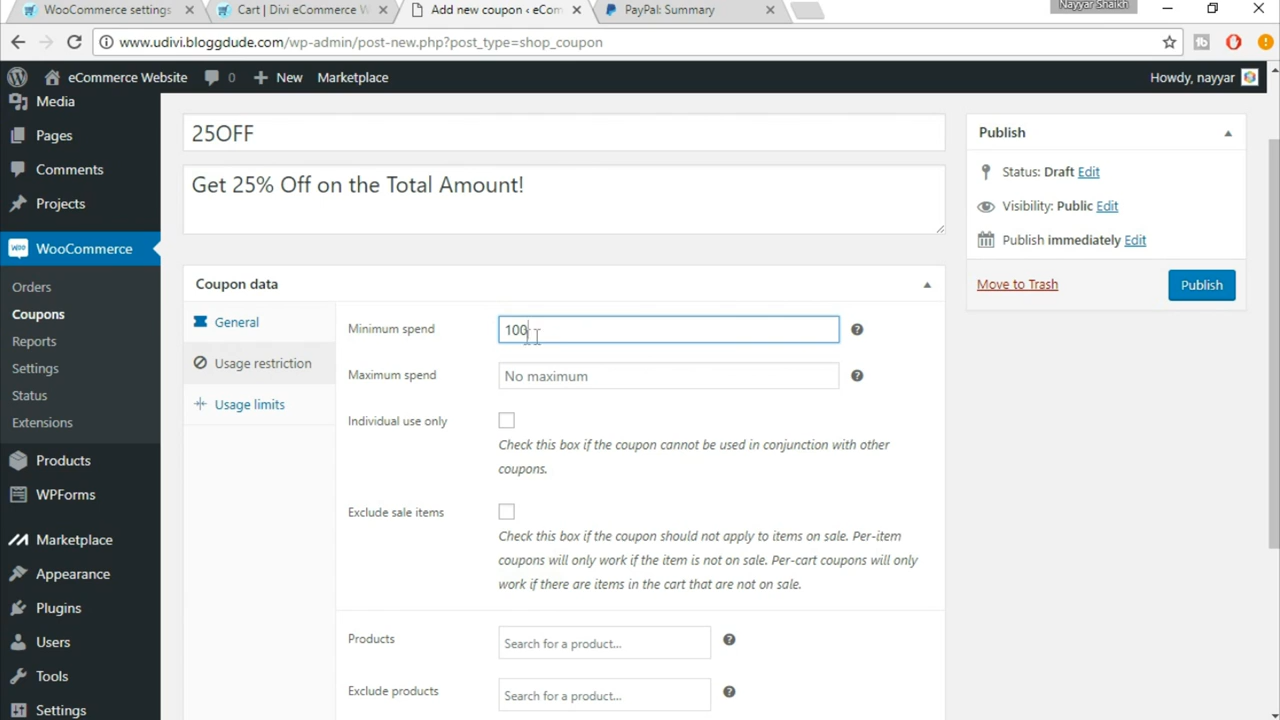 WooCommerce settings
Cart | Divi eCommerce W
Add new coupon ‹ eCom
PayPal: Summary
Nayyar Shaikh
www.udivi.bloggdude.com/wp-admin/post-new.php?post_type=shop_coupon
eCommerce Website
0
New
Marketplace
Howdy, nayyar
Media
Pages
Comments
Projects
WooCommerce
Orders
Coupons
Reports
Settings
Status
Extensions
Products
WPForms
Marketplace
Appearance
Plugins
Users
Tools
Settings
25OFF
Get 25% Off on the Total Amount!
Coupon data
General
Usage restriction
Usage limits
Minimum spend
100
Maximum spend
No maximum
Individual use only
Check this box if the coupon cannot be used in conjunction with other
coupons.
Exclude sale items
Check this box if the coupon should not apply to items on sale. Per-item
coupons will only work if the item is not on sale. Per-cart coupons will only
work if there are items in the cart that are not on sale.
Products
Search for a product...
Exclude products
Search for a product...
Publish
Status: Draft Edit
Visibility: Public Edit
Publish immediately Edit
Move to Trash
Publish